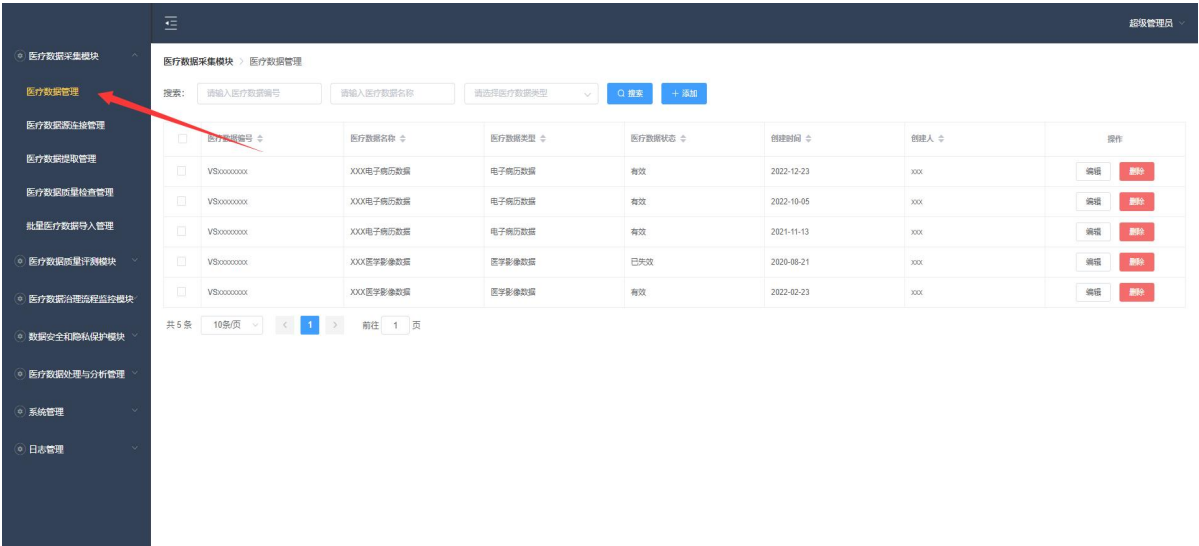 超级管理员
医疗数据采集模块
医疗数据管理
医疗数据源连接管理
医疗数据提取管理
医疗数据质量检查管理
批量医疗数据导入管理
医疗数据质量评测模块
医疗数据治理流程监控模块
数据安全和隐私保护模块
医疗数据处理与分析管理
系统管理
日志管理
医疗数据采集模块 > 医疗数据管理
搜索： 请输入医疗数据编号 请输入医疗数据名称 请选择医疗数据类型 搜索 + 添加
医疗数据编号 医疗数据名称 医疗数据类型 医疗数据状态 创建时间 创建人 操作
VSxxxxxxxx XXX电子病历数据 电子病历数据 有效 2022-12-23 xxx 编辑 删除
VSxxxxxxxx XXX电子病历数据 电子病历数据 有效 2022-10-05 xxx 编辑 删除
VSxxxxxxxx XXX电子病历数据 电子病历数据 有效 2021-11-13 xxx 编辑 删除
VSxxxxxxxx XXX医学影像数据 医学影像数据 已失效 2020-08-21 xxx 编辑 删除
VSxxxxxxxx XXX医学影像数据 医学影像数据 有效 2022-02-23 xxx 编辑 删除
共 5 条 10条/页 < 1 > 前往 1 页